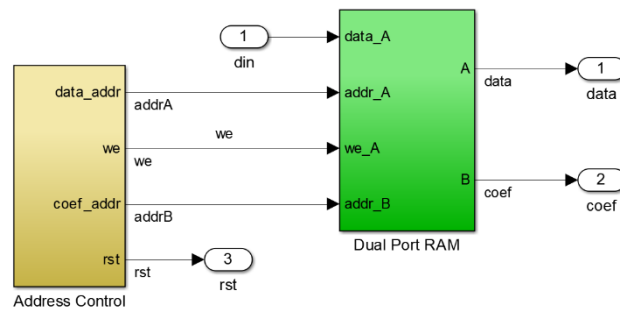 1
din
data_A
data_addr
addrA
addr_A
A
data
1
data
we
we
we
we_A
coef_addr
addrB
addr_B
B
coef
2
coef
Dual Port RAM
rst
rst
3
rst
Address Control